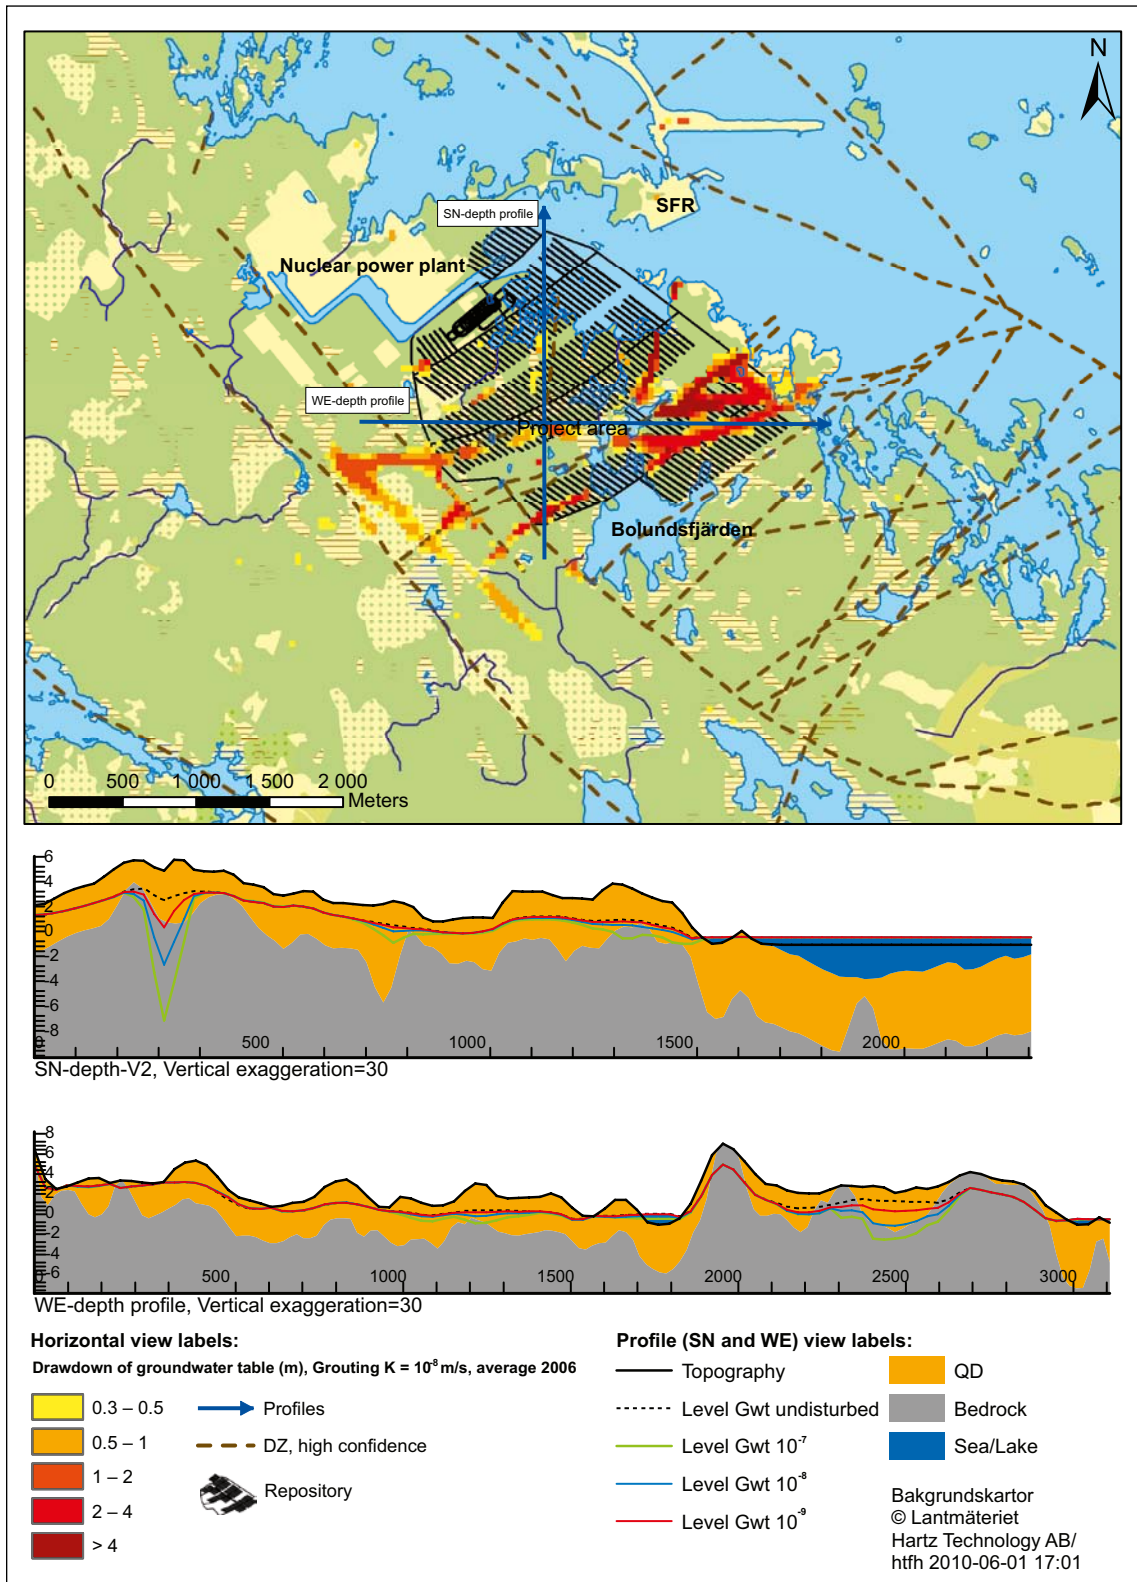 N
SFR
SN-depth profile
Nuclear power plant
WE-depth profile
Project area
Bolundsfjärden
0 500 1 000 1 500 2 000
Meters
6
4
2
0
-2
-4
-6
-8
0 500 1000 1500 2000
SN-depth-V2, Vertical exaggeration=30
8
6
4
2
0
-2
-4
-6
0 500 1000 1500 2000 2500 3000
WE-depth profile, Vertical exaggeration=30
Horizontal view labels:
Drawdown of groundwater table (m), Grouting K = 10⁻⁸ m/s, average 2006
0.3 – 0.5
0.5 – 1
1 – 2
2 – 4
> 4
Profiles
DZ, high confidence
Repository
Profile (SN and WE) view labels:
Topography
Level Gwt undisturbed
Level Gwt 10⁻⁷
Level Gwt 10⁻⁸
Level Gwt 10⁻⁹
QD
Bedrock
Sea/Lake
Bakgrundskartor
© Lantmäteriet
Hartz Technology AB/
htfh 2010-06-01 17:01